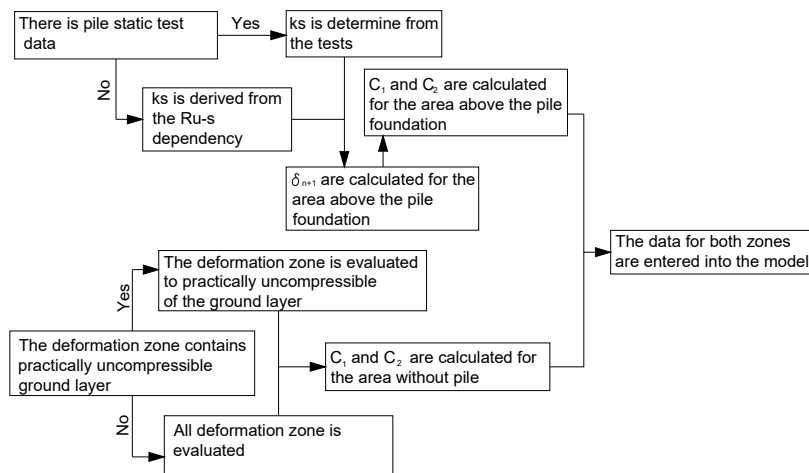 There is pile static test
data
Yes
ks is determine from
the tests
No
ks is derived from
the Ru-s
dependency
C₁ and C₂ are calculated
for the area above the pile
foundation
δₙ₊₁ are calculated for the
area above the pile
foundation
The data for both zones
are entered into the model
The deformation zone is evaluated
to practically uncompressible
of the ground layer
Yes
The deformation zone contains
practically uncompressible
ground layer
C₁ and C₂ are calculated for
the area without pile
No
All deformation zone is
evaluated